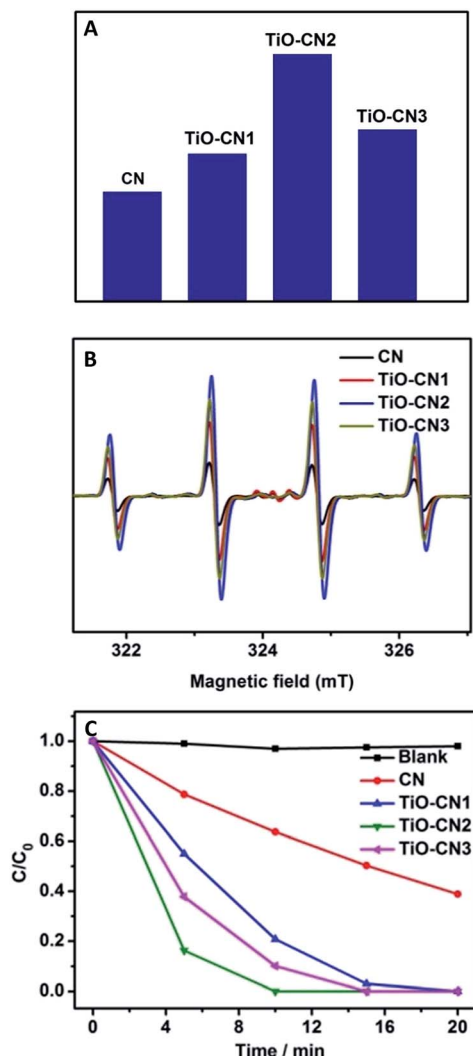 A
CN
TiO-CN1
TiO-CN2
TiO-CN3
B
CN
TiO-CN1
TiO-CN2
TiO-CN3
322
324
326
Magnetic field (mT)
C
Blank
CN
TiO-CN1
TiO-CN2
TiO-CN3
C/C0
1.0
0.8
0.6
0.4
0.2
0.0
0
4
8
12
16
20
Time / min